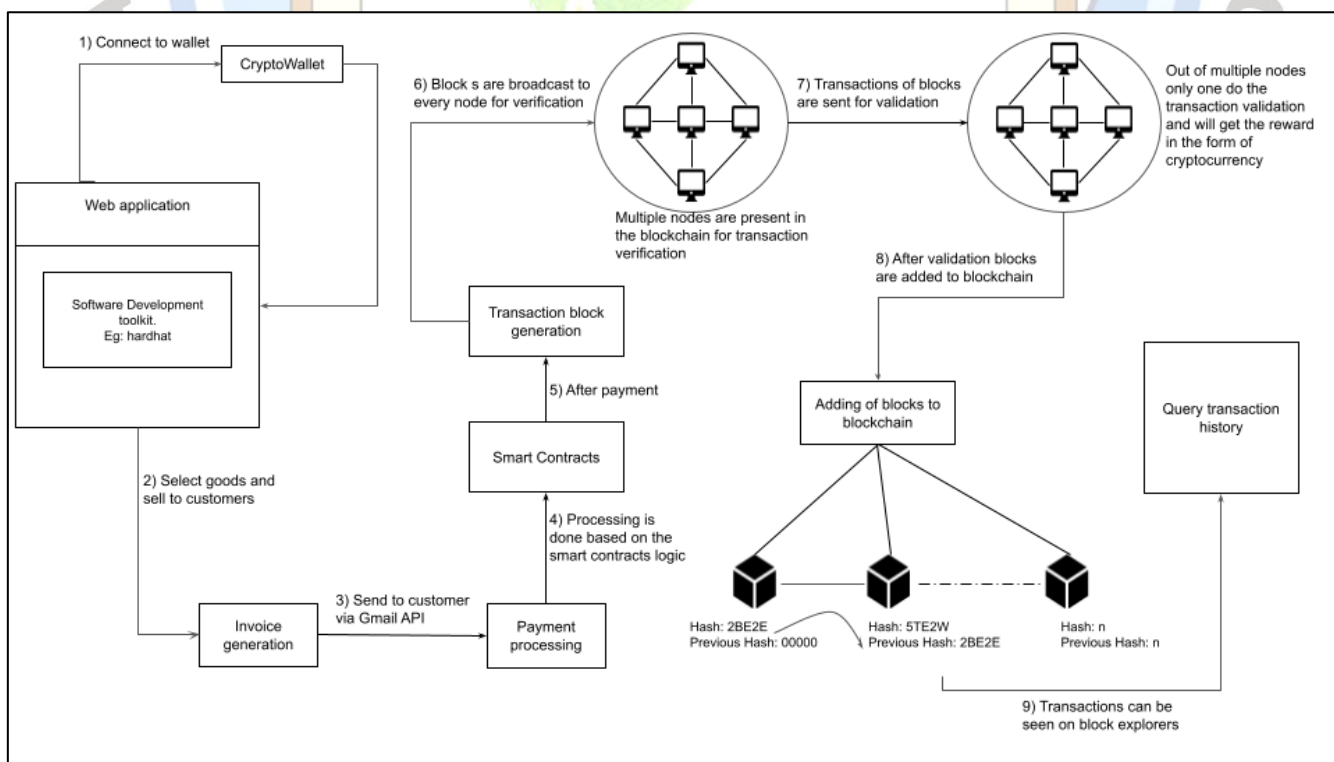 1) Connect to wallet
CryptoWallet
Web application
Software Development
toolkit.
Eg: hardhat
2) Select goods and
sell to customers
Invoice
generation
3) Send to customer
via Gmail API
Payment
processing
4) Processing is
done based on the
smart contracts logic
Smart Contracts
5) After payment
Transaction block
generation
6) Block s are broadcast to
every node for verification
Multiple nodes are present in
the blockchain for transaction
verification
7) Transactions of blocks
are sent for validation
Out of multiple nodes
only one do the
transaction validation
and will get the reward
in the form of
cryptocurrency
8) After validation blocks
are added to blockchain
Adding of blocks to
blockchain
Hash: 2BE2E
Previous Hash: 00000
Hash: 5TE2W
Previous Hash: 2BE2E
Hash: n
Previous Hash: n
9) Transactions can be
seen on block explorers
Query transaction
history